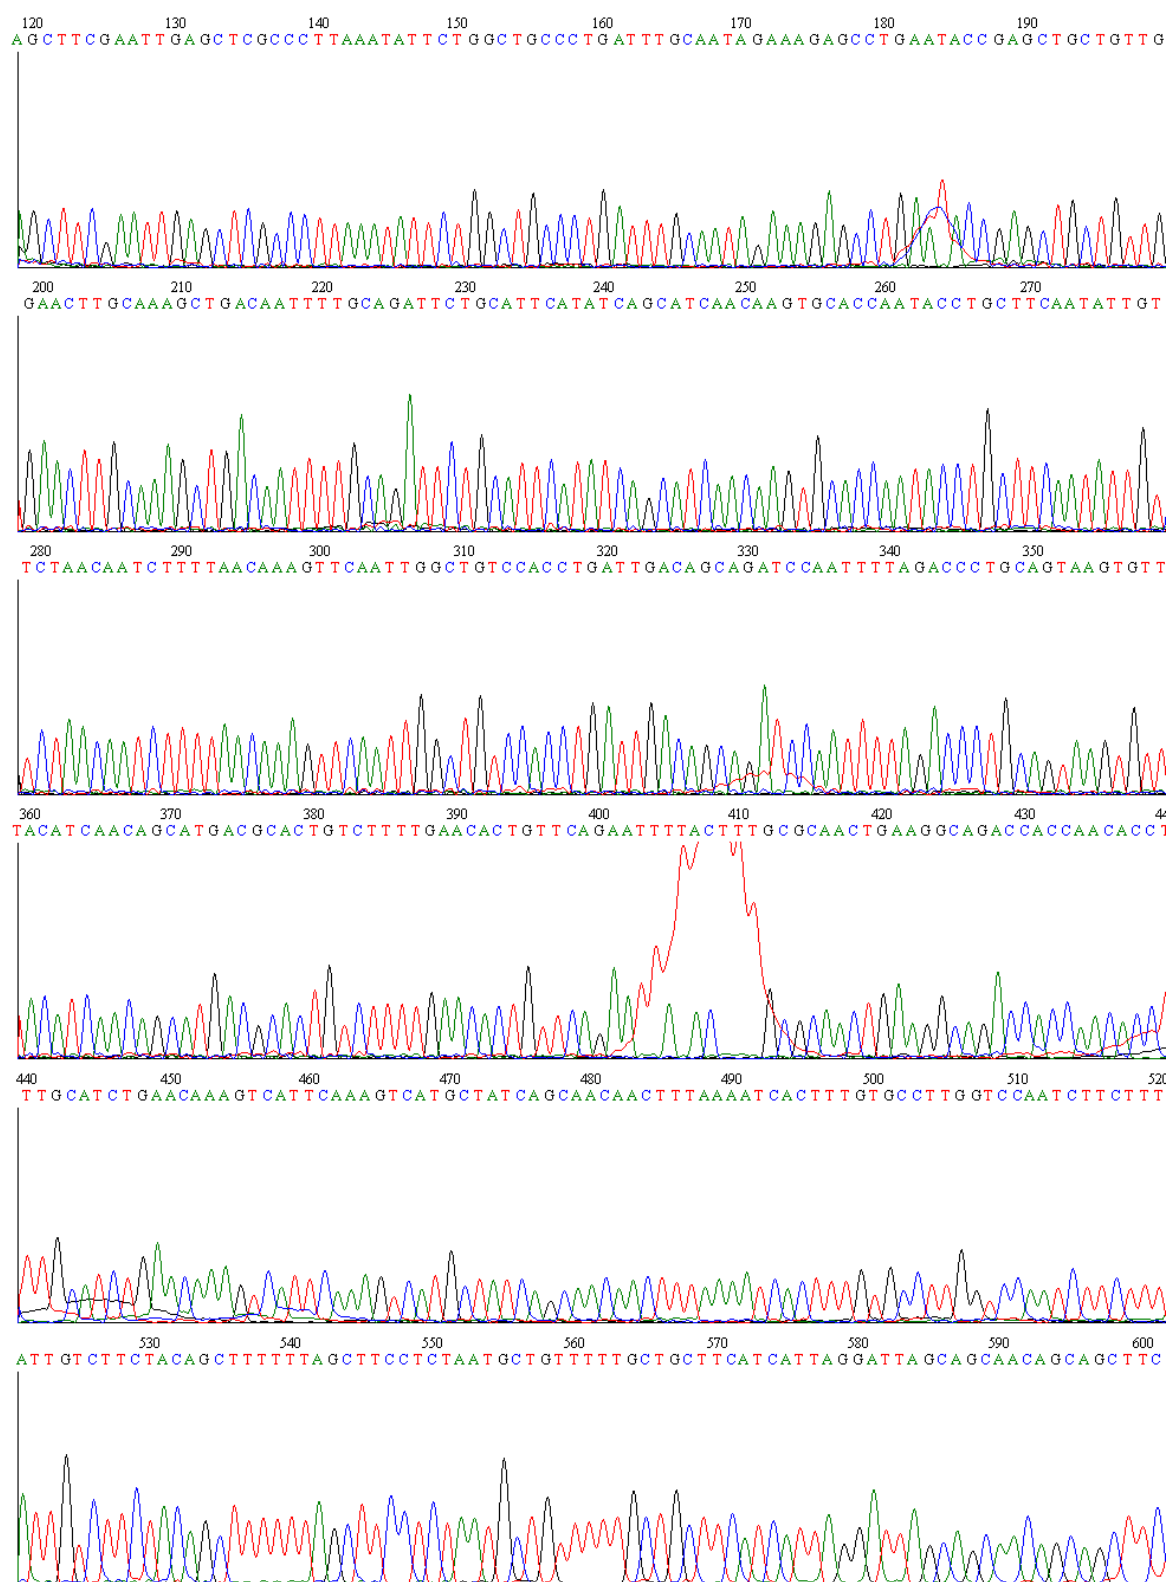 120 130 140 150 160 170 180 190
AGCTTCGAATTGAGCTCGCCCTTAAATATTCTGGCTGCCCTGATTTGCAATAGAAAGAGCCTGAATACCGAGCTGCTGTTG
200 210 220 230 240 250 260 270
GAACTTGCAAAGCTGACAATTTTGCAGATTCTGCATTCATATCAGCATCAACAAGTGCACCAATACCTGCTTCAATATTGT
280 290 300 310 320 330 340 350
TCTAACAATCTTTTAACAAAGTTCAATTGGCTGTCCACCTGATTGACAGCAGATCCAATTTTAGACCCTGCAGTAAGTGTT
360 370 380 390 400 410 420 430 44
TACATCAACAGCATGACGCACTGTCTTTTGAACACTGTTCAGAATTTTACTTTGCGCAACTGAAGGCAGACCACCAACACCT
440 450 460 470 480 490 500 510 520
TTGCATCTGAACAAAGTCATTCAAAGTCATGCTATCAGCAACAACTTTAAAATCACTTTGTGCCTTGGTCCAATCTTCTTT
530 540 550 560 570 580 590 600
ATTGTCTTCTACAGCTTTTTTAGCTTCCTCTAATGCTGTTTTTGCTGCTTCATCATTAGGATTAGCAGCAACAGCAGCTTC